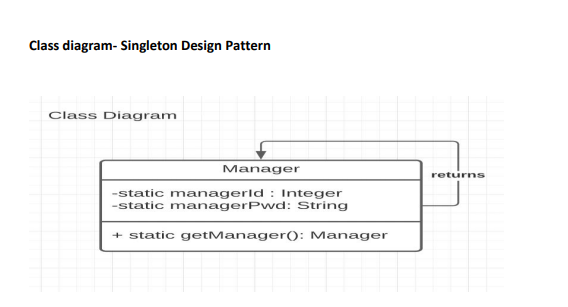 Class diagram- Singleton Design Pattern
Class Diagram
Manager
returns
-static managerId : Integer
-static managerPwd: String
+ static getManager(): Manager